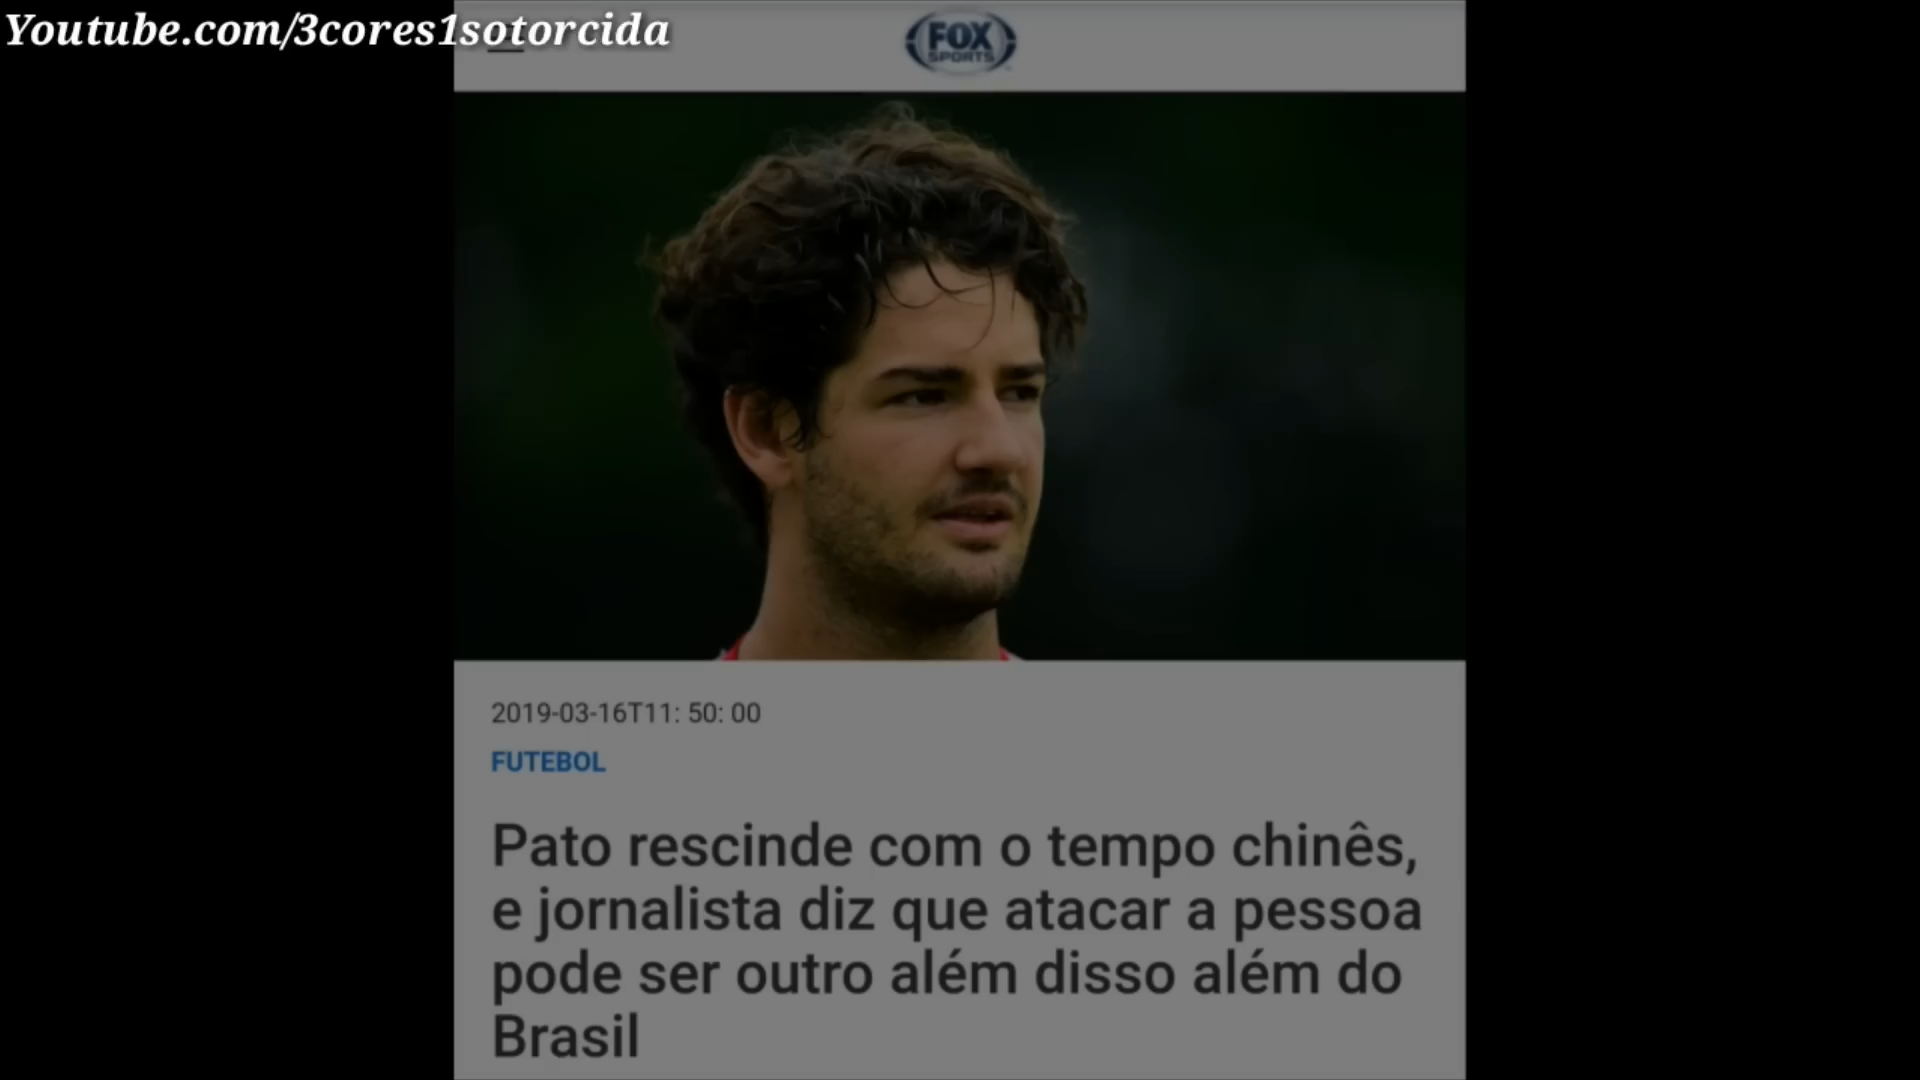 Youtube.com/3cores1sotorcida
FOX
SPORTS
2019-03-16T11: 50: 00
FUTEBOL
Pato rescinde com o tempo chinês,
e jornalista diz que atacar a pessoa
pode ser outro além disso além do
Brasil